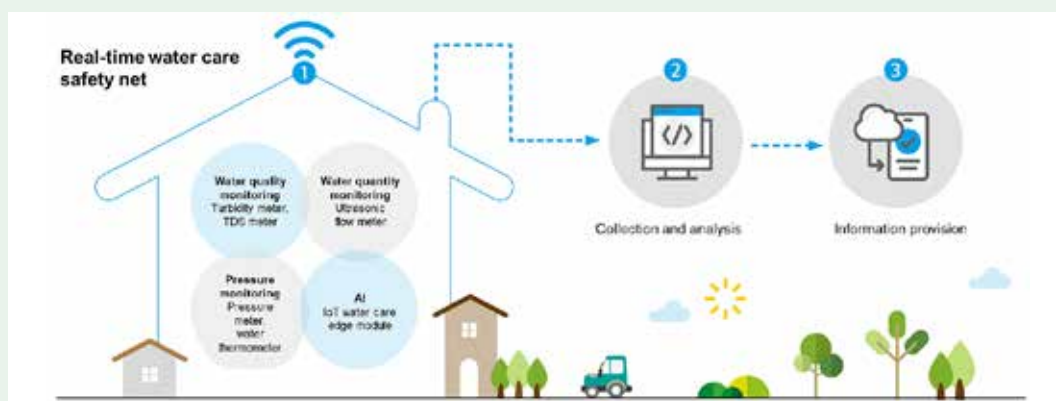 Real-time water care
safety net
1
Water quality
monitoring
Turbidity meter,
TDS meter
Water quantity
monitoring
Ultrasonic
flow meter
Pressure
monitoring
Pressure
meter,
water
thermometer
AI
IoT water care
edge module
2
</>
Collection and analysis
3
Information provision